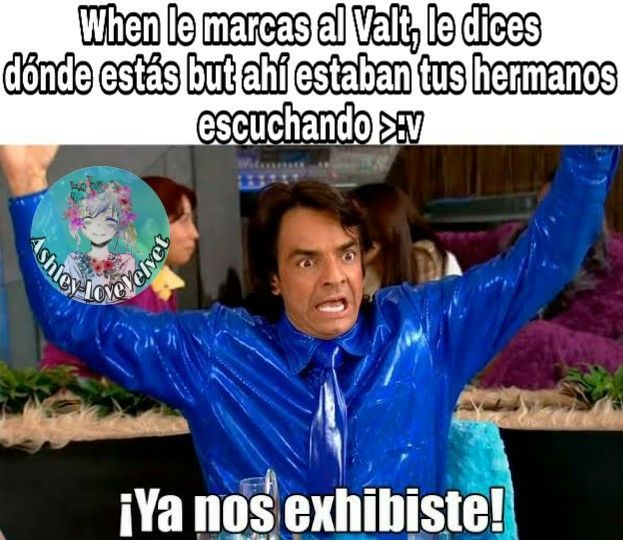 When le marcas al Valt, le dices
dónde estás but ahí estaban tus hermanos
escuchando >:v
Ashley-LoveVelvet
¡Ya nos exhibiste!